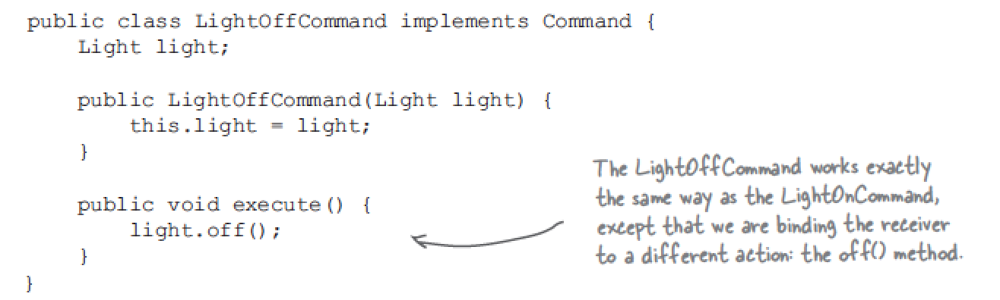 public class LightOffCommand implements Command {
Light light;
public LightOffCommand(Light light) {
this.light = light;
}
public void execute() {
light.off();
}
}
The LightOffCommand works exactly
the same way as the LightOnCommand,
except that we are binding the receiver
to a different action: the off() method.